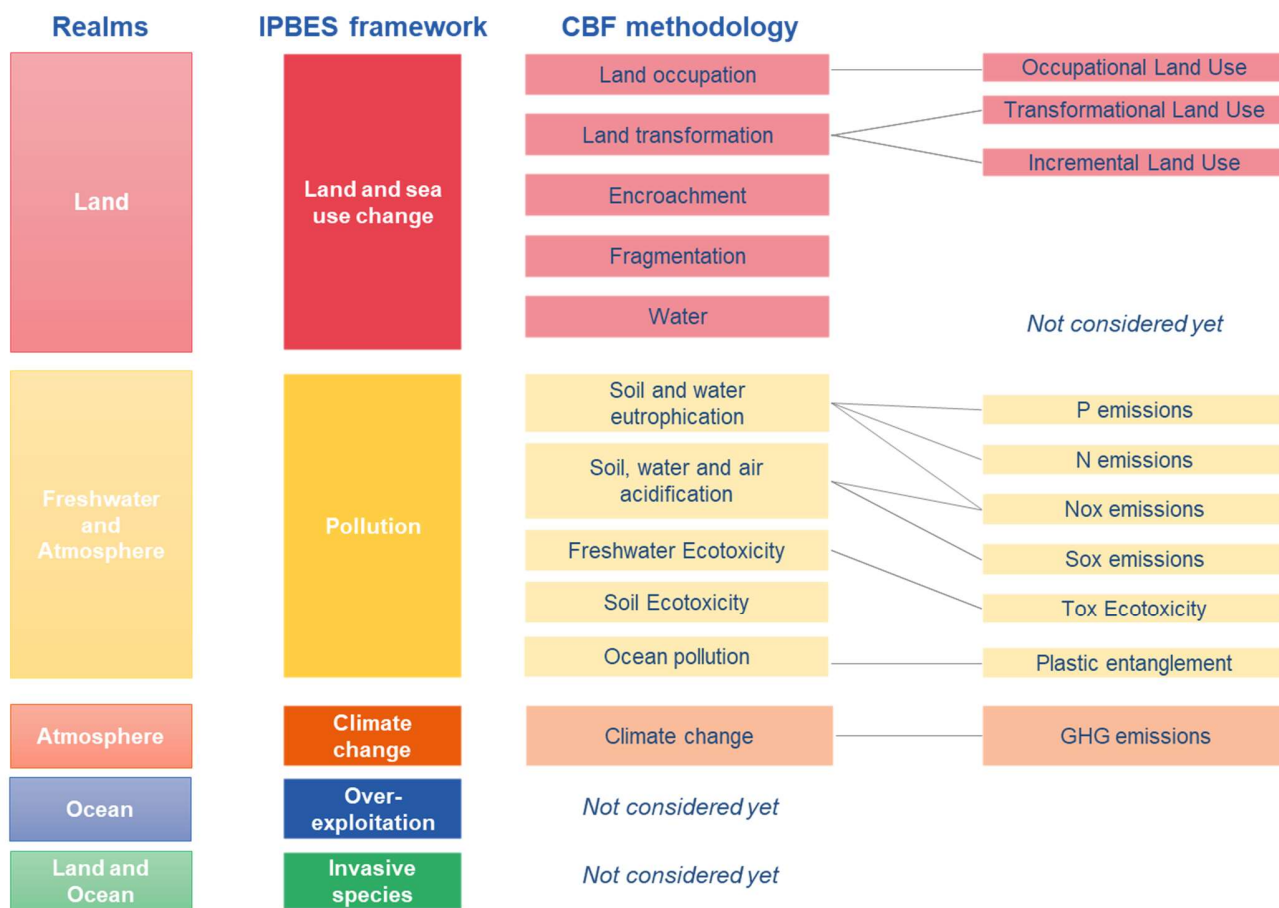 Realms
IPBES framework
CBF methodology
Land
Land and sea
use change
Land occupation
Occupational Land Use
Land transformation
Transformational Land Use
Incremental Land Use
Encroachment
Fragmentation
Water
Not considered yet
Freshwater
and
Atmosphere
Pollution
Soil and water
eutrophication
P emissions
N emissions
Soil, water and air
acidification
Nox emissions
Sox emissions
Freshwater Ecotoxicity
Tox Ecotoxicity
Soil Ecotoxicity
Ocean pollution
Plastic entanglement
Atmosphere
Climate
change
Climate change
GHG emissions
Ocean
Over-
exploitation
Not considered yet
Land and
Ocean
Invasive
species
Not considered yet